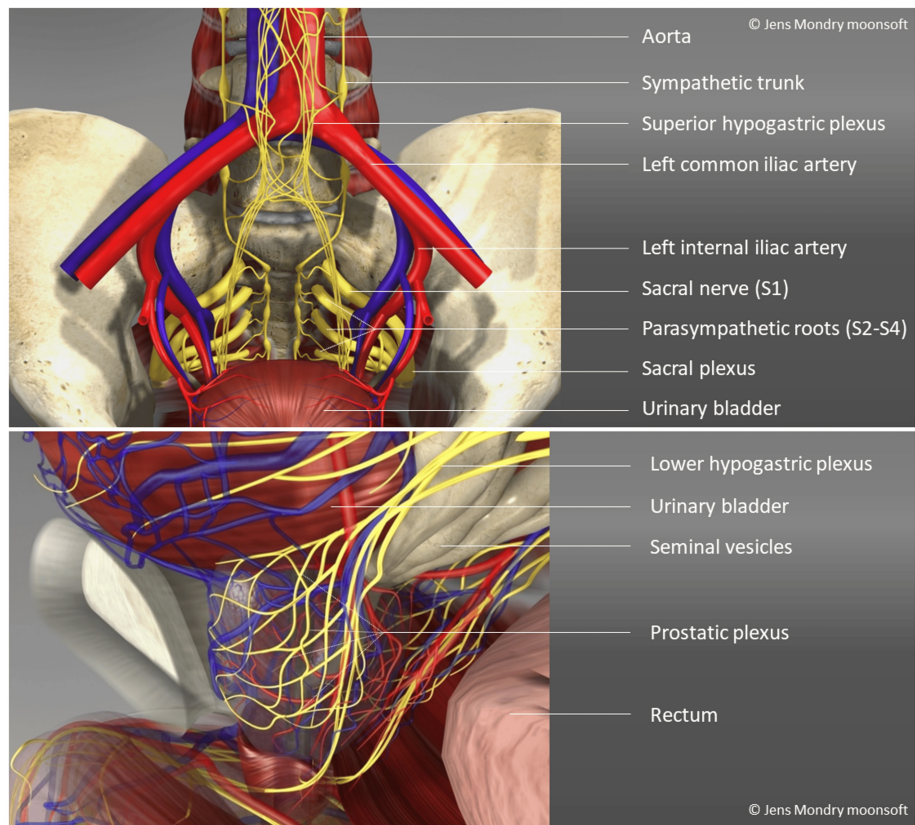 © Jens Mondry moonsoft
Aorta
Sympathetic trunk
Superior hypogastric plexus
Left common iliac artery
Left internal iliac artery
Sacral nerve (S1)
Parasympathetic roots (S2-S4)
Sacral plexus
Urinary bladder
Lower hypogastric plexus
Urinary bladder
Seminal vesicles
Prostatic plexus
Rectum
© Jens Mondry moonsoft